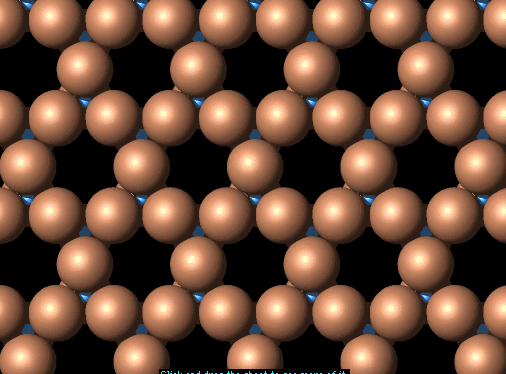 Click and drag the sheet to see more of it